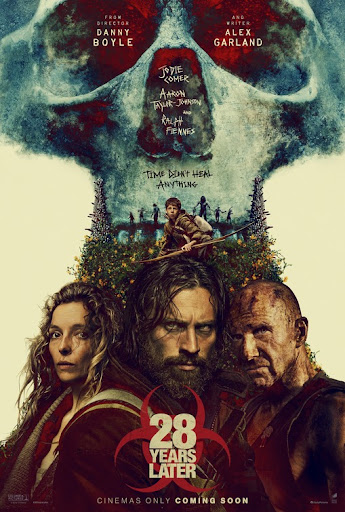 FROM DIRECTOR
DANNY BOYLE
AND WRITER
ALEX GARLAND
JODIE COMER
AARON TAYLOR-JOHNSON
AND
RALPH FIENNES
TIME DIDN'T HEAL
ANYTHING
28
YEARS
LATER
CINEMAS ONLY COMING SOON